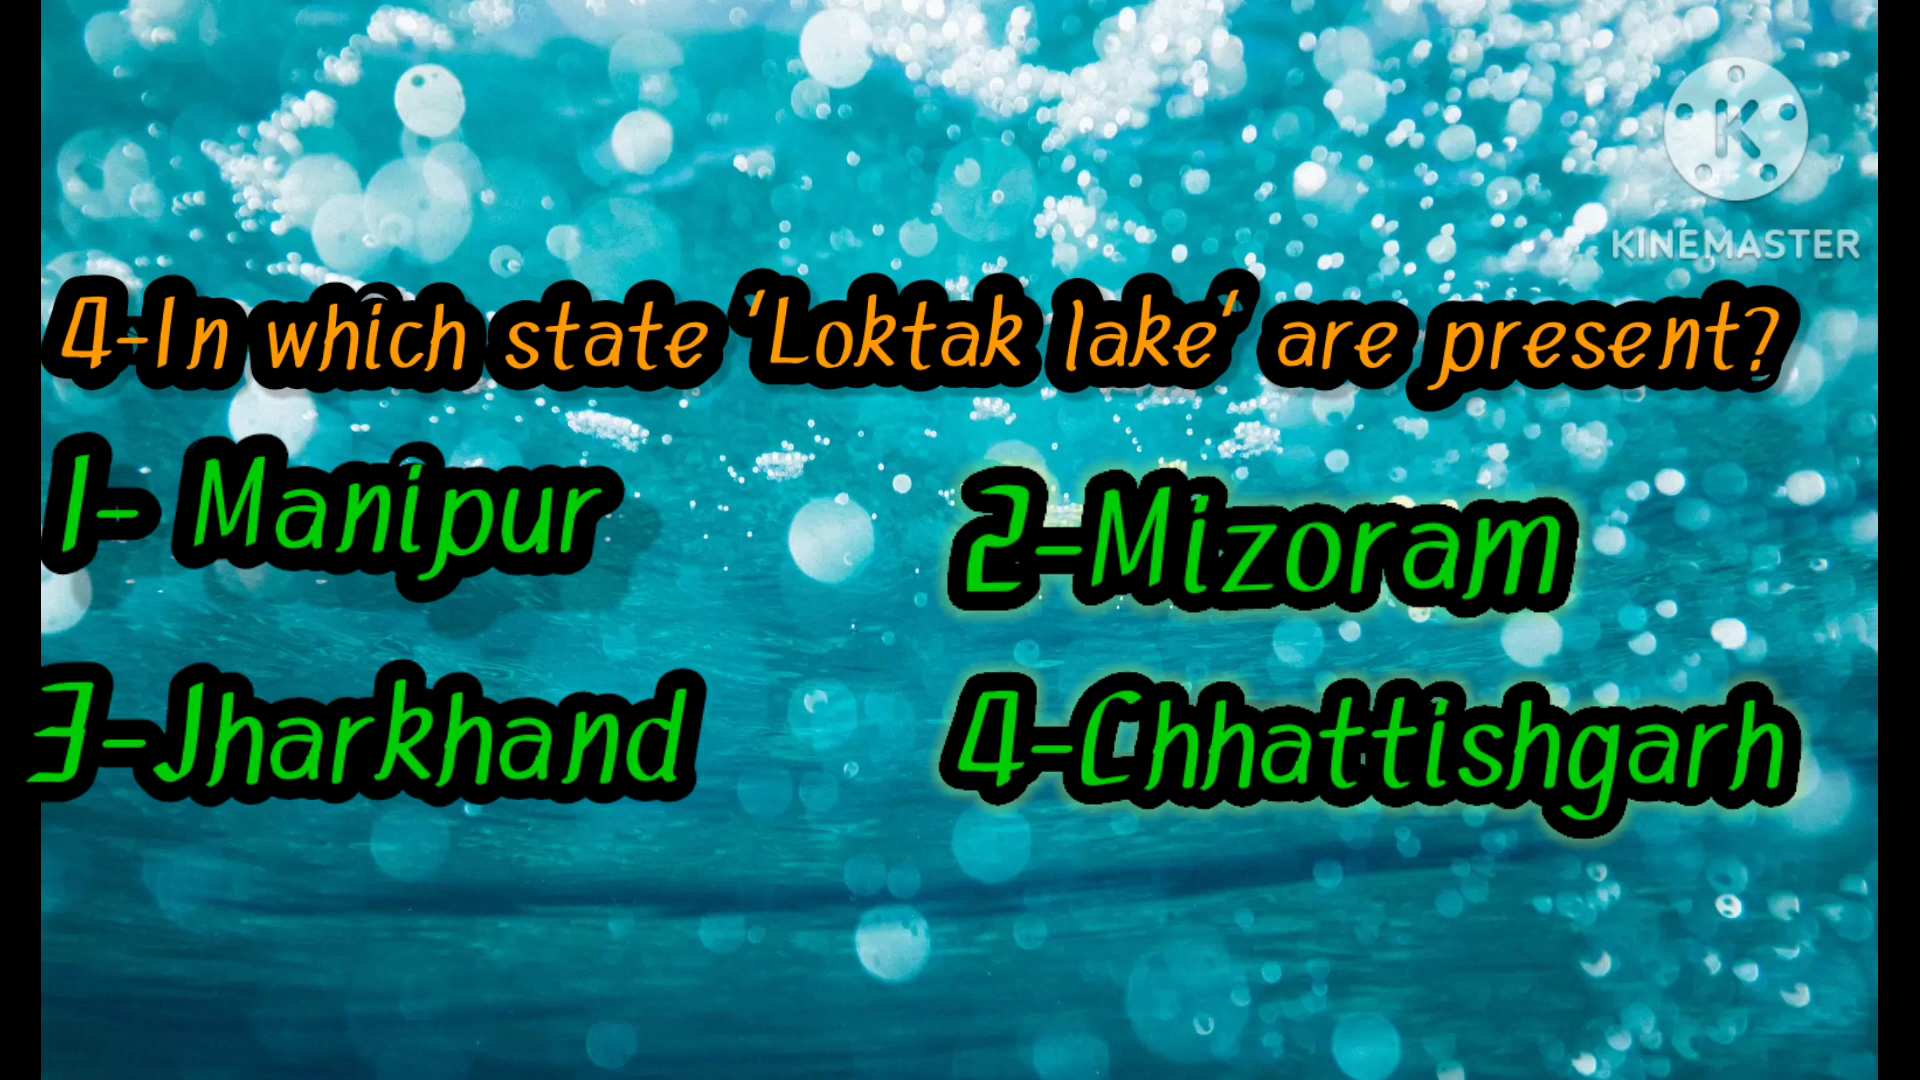 K
KINEMASTER
4-In which state 'Loktak lake' are present?
1- Manipur
2-Mizoram
3-Jharkhand
4-Chhattishgarh